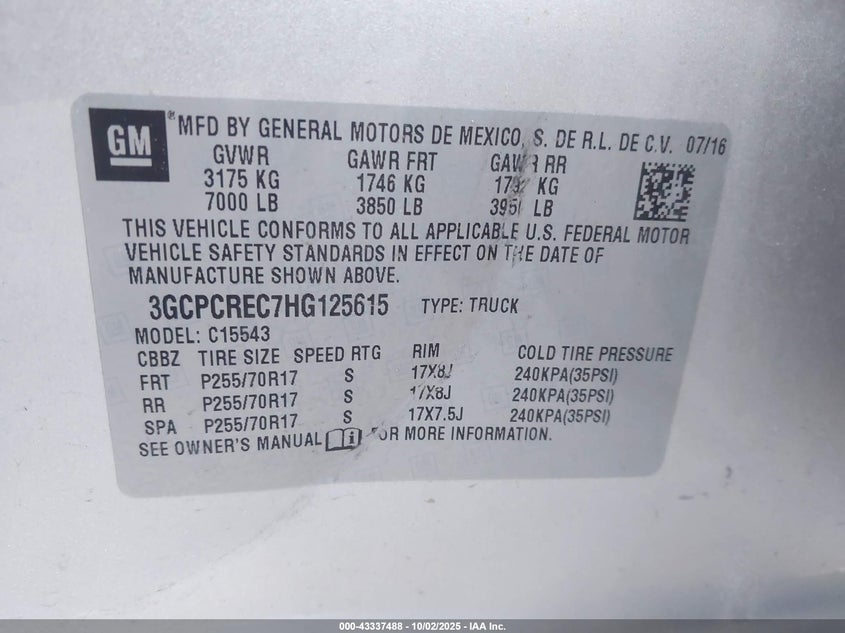 GM ® MFD BY GENERAL MOTORS DE MEXICO, S. DE R.L. DE C.V. 07/16
GVWR GAWR FRT GAWR RR
3175 KG 1746 KG KG
7000 LB 3850 LB LB
THIS VEHICLE CONFORMS TO ALL APPLICABLE U.S. FEDERAL MOTOR
VEHICLE SAFETY STANDARDS IN EFFECT ON THE DATE OF
MANUFACTURE SHOWN ABOVE.
3GCPCREC7HG125615 TYPE: TRUCK
MODEL: C15543
CBBZ TIRE SIZE SPEED RTG RIM COLD TIRE PRESSURE
FRT P255/70R17 S 17X8J 240KPA(35PSI)
RR P255/70R17 S 17X8J 240KPA(35PSI)
SPA P255/70R17 S 17X7.5J 240KPA(35PSI)
SEE OWNER'S MANUAL FOR MORE INFORMATION.
000-43337488 - 10/02/2025 - IAA Inc.